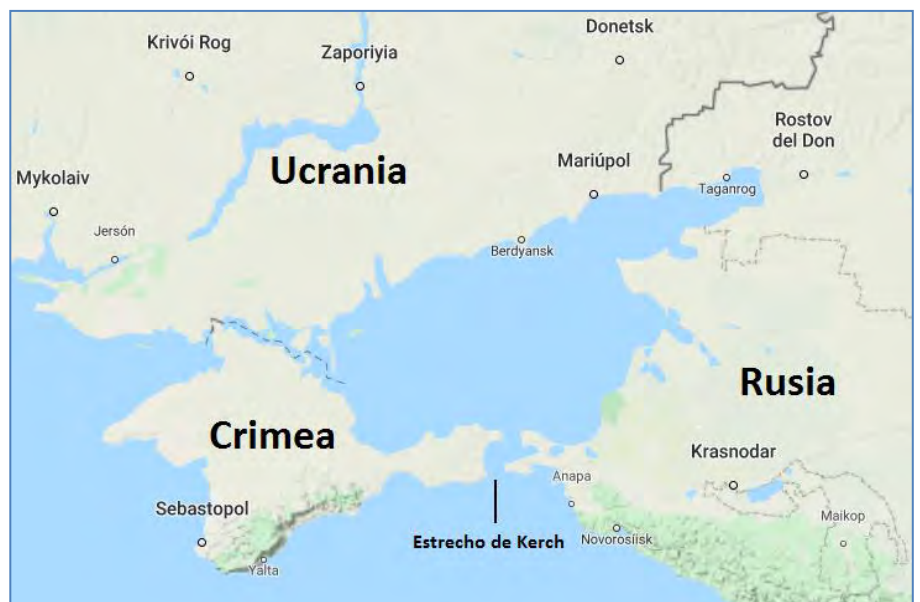 Krivói Rog
Zaporiyia
Donetsk
Rostov
del Don
Ucrania
Mariúpol
Mykolaiv
Taganrog
Jersón
Berdyansk
Rusia
Crimea
Krasnodar
Anapa
Sebastopol
Estrecho de Kerch
Novorosíisk
Maikop
Yalta